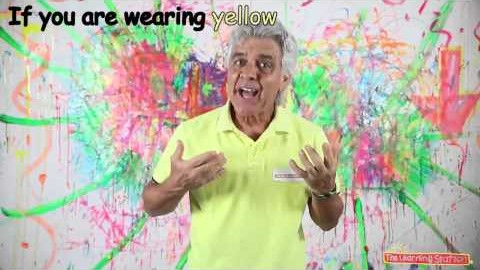 If you are wearing yellow
The Learning Station